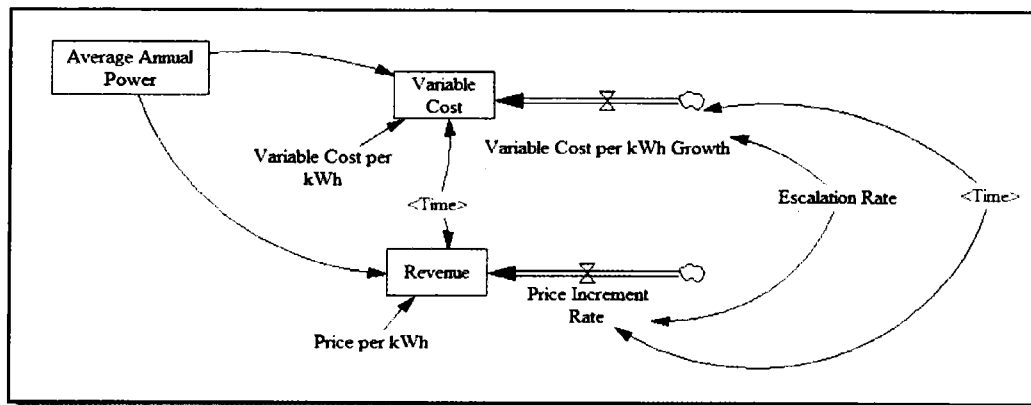 Average Annual
Power
Variable
Cost
Variable Cost per
kWh
Variable Cost per kWh Growth
<Time>
Escalation Rate
<Time>
Revenue
Price Increment
Rate
Price per kWh